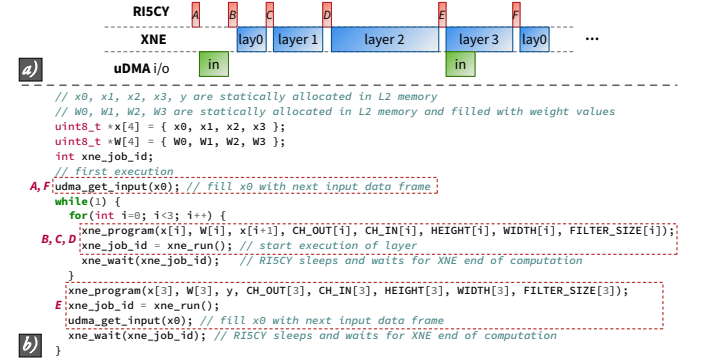 RI5CY A B C D E F
XNE lay0 layer 1 layer 2 layer 3 lay0 ...
uDMA i/o in in
a)
// x0, x1, x2, x3, y are statically allocated in L2 memory
// W0, W1, W2, W3 are statically allocated in L2 memory and filled with weight values
uint8_t *x[4] = { x0, x1, x2, x3 };
uint8_t *W[4] = { W0, W1, W2, W3 };
int xne_job_id;
// first execution
A, F udma_get_input(x0); // fill x0 with next input data frame
while(1) {
for(int i=0; i<3; i++) {
xne_program(x[i], W[i], x[i+1], CH_OUT[i], CH_IN[i], HEIGHT[i], WIDTH[i], FILTER_SIZE[i]);
B, C, D xne_job_id = xne_run(); // start execution of layer
xne_wait(xne_job_id); // RI5CY sleeps and waits for XNE end of computation
}
xne_program(x[3], W[3], y, CH_OUT[3], CH_IN[3], HEIGHT[3], WIDTH[3], FILTER_SIZE[3]);
E xne_job_id = xne_run();
udma_get_input(x0); // fill x0 with next input data frame
xne_wait(xne_job_id); // RI5CY sleeps and waits for XNE end of computation
b) }